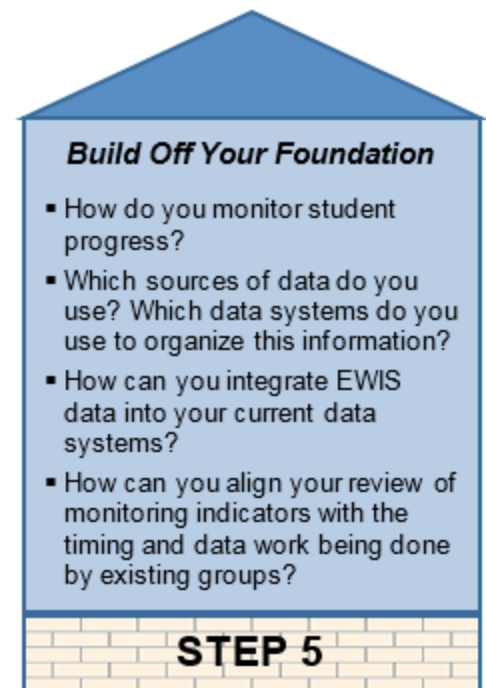 Build Off Your Foundation
▪ How do you monitor student
progress?
▪ Which sources of data do you
use? Which data systems do you
use to organize this information?
▪ How can you integrate EWIS
data into your current data
systems?
▪ How can you align your review of
monitoring indicators with the
timing and data work being done
by existing groups?
STEP 5